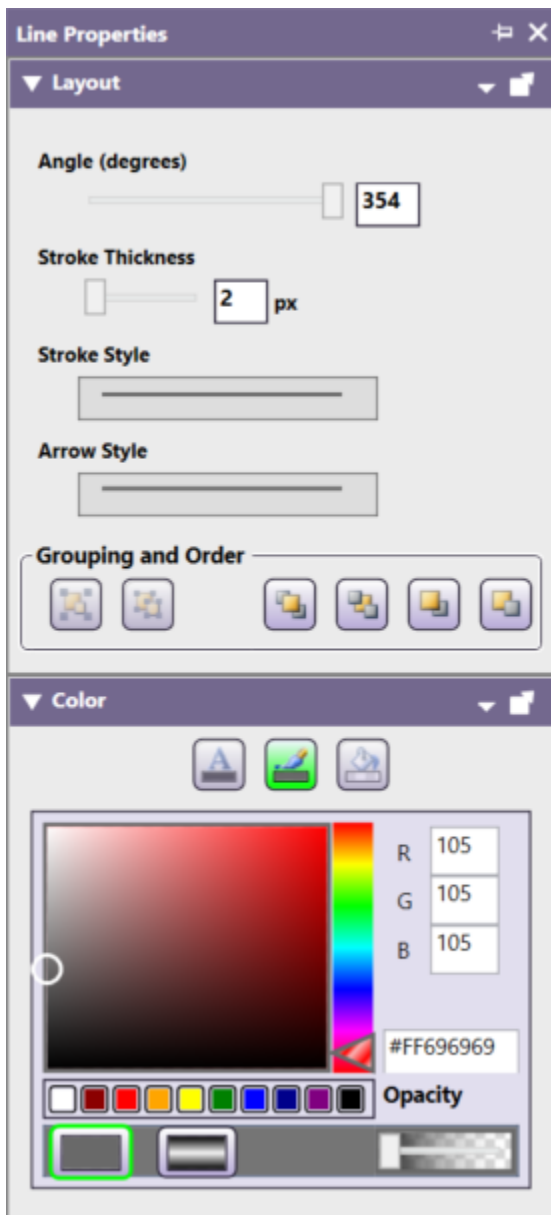 Line Properties
Layout
Angle (degrees)
354
Stroke Thickness
2 px
Stroke Style
Arrow Style
Grouping and Order
Color
A
R 105
G 105
B 105
#FF696969
Opacity